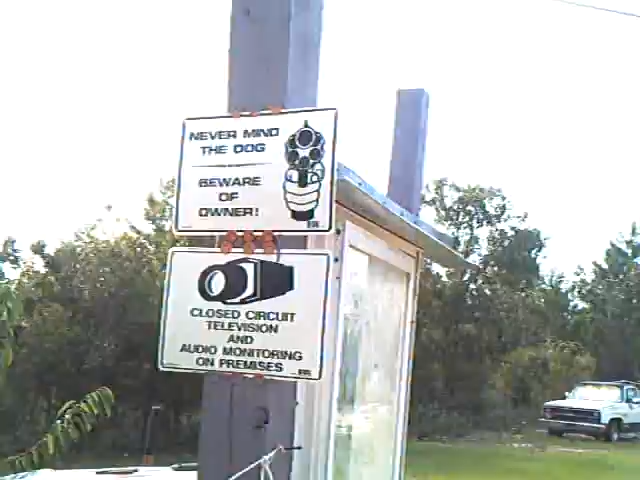 NEVER MIND
THE DOG
BEWARE
OF
OWNER!
CLOSED CIRCUIT
TELEVISION
AND
AUDIO MONITORING
ON PREMISES